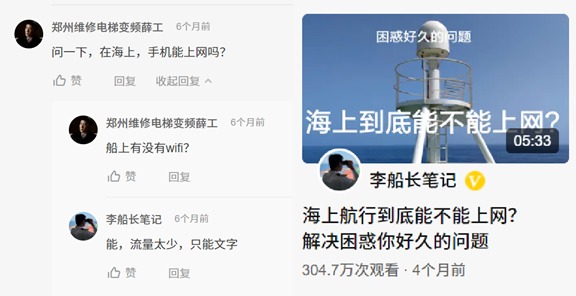 郑州维修电梯变频薛工 6个月前
问一下，在海上，手机能上网吗？
赞 回复 收起回复
郑州维修电梯变频薛工 6个月前
船上有没有wifi？
赞 回复
李船长笔记 6个月前
能，流量太少，只能文字
赞 回复
困惑好久的问题
海上到底能不能上网？
05:33
李船长笔记
海上航行到底能不能上网？
解决困惑你好久的问题
304.7万次观看 · 4个月前